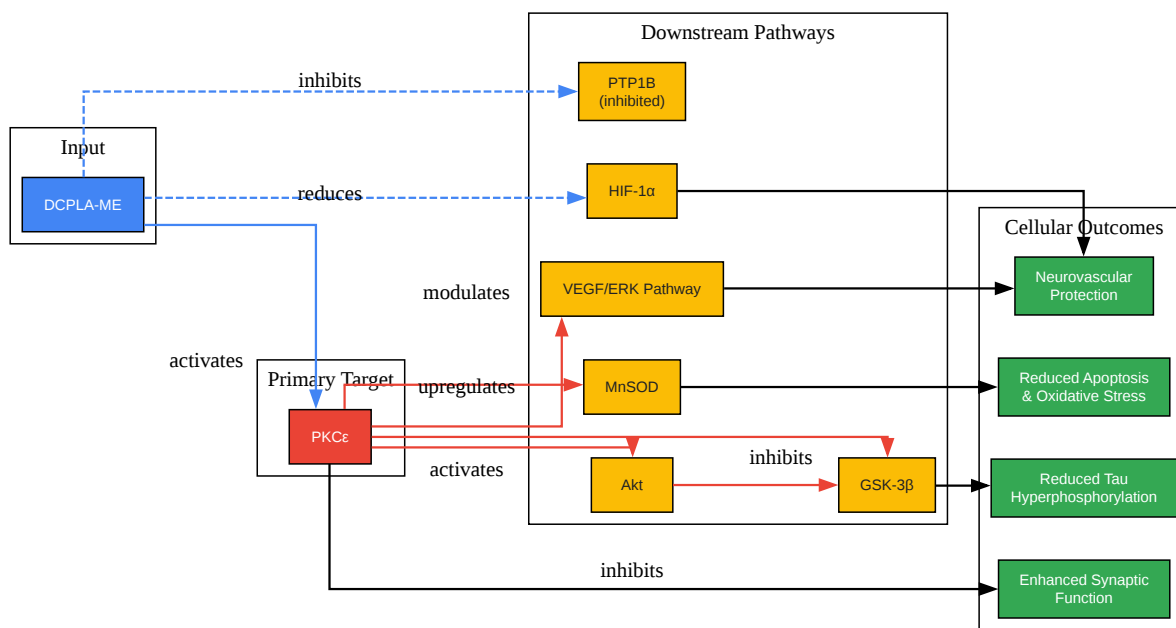 Downstream Pathways
inhibits
PTP1B
(inhibited)
Input
DCPLA-ME
reduces
HIF-1α
Cellular Outcomes
Neurovascular
Protection
modulates
VEGF/ERK Pathway
activates
Primary Target
upregulates
MnSOD
Reduced Apoptosis
& Oxidative Stress
PKCε
activates
inhibits
Akt
GSK-3β
Reduced Tau
Hyperphosphorylation
inhibits
Enhanced Synaptic
Function